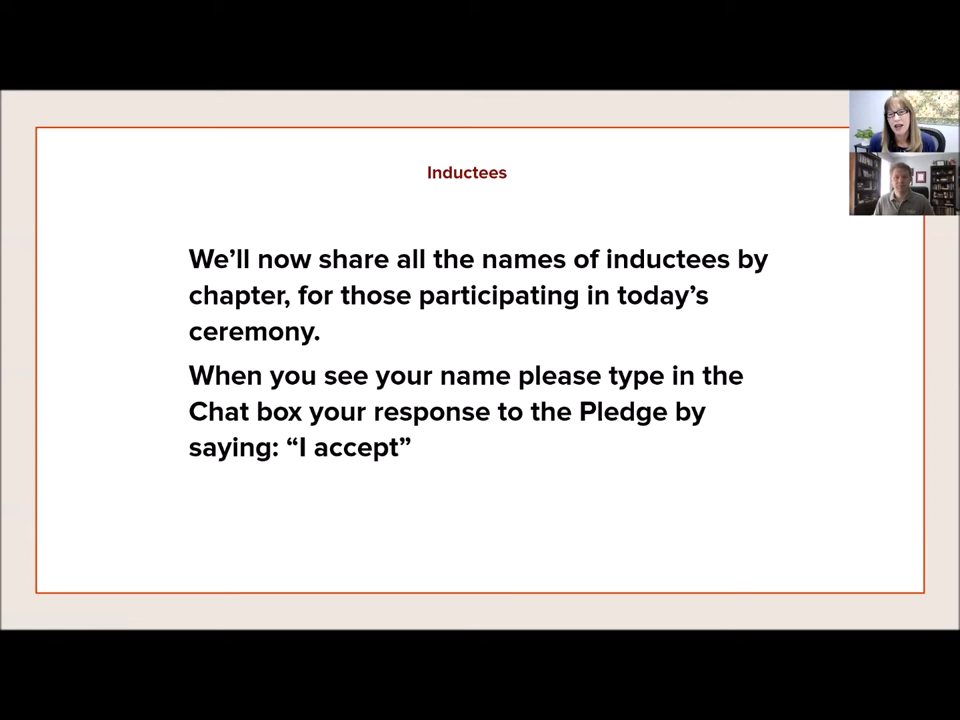 Inductees
We’ll now share all the names of inductees by
chapter, for those participating in today’s
ceremony.
When you see your name please type in the
Chat box your response to the Pledge by
saying: “I accept”